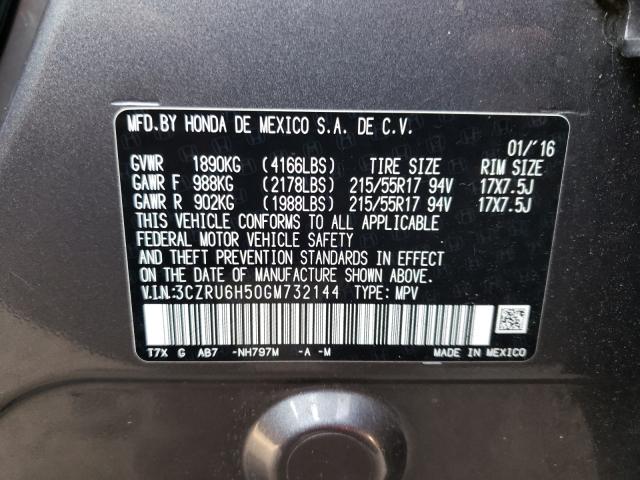 MFD.BY HONDA DE MEXICO S.A. DE C.V.
01/'16
GVWR 1890KG (4166LBS) TIRE SIZE RIM SIZE
GAWR F 988KG (2178LBS) 215/55R17 94V 17X7.5J
GAWR R 902KG (1988LBS) 215/55R17 94V 17X7.5J
THIS VEHICLE CONFORMS TO ALL APPLICABLE
FEDERAL MOTOR VEHICLE SAFETY
AND THEFT PREVENTION STANDARDS IN EFFECT
ON THE DATE OF MANUFACTURE SHOWN ABOVE.
V.I.N.:3CZRU6H50GM732144 TYPE: MPV
T7X G AB7 -NH797M -A -M MADE IN MEXICO